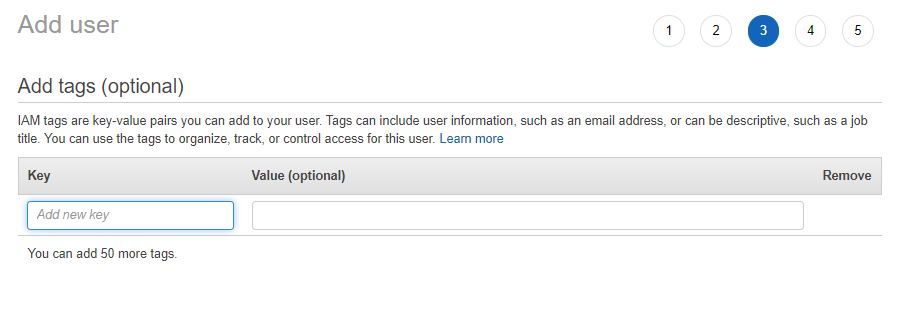 Add user
1 2 3 4 5
Add tags (optional)
IAM tags are key-value pairs you can add to your user. Tags can include user information, such as an email address, or can be descriptive, such as a job
title. You can use the tags to organize, track, or control access for this user. Learn more
Key Value (optional) Remove
Add new key
You can add 50 more tags.